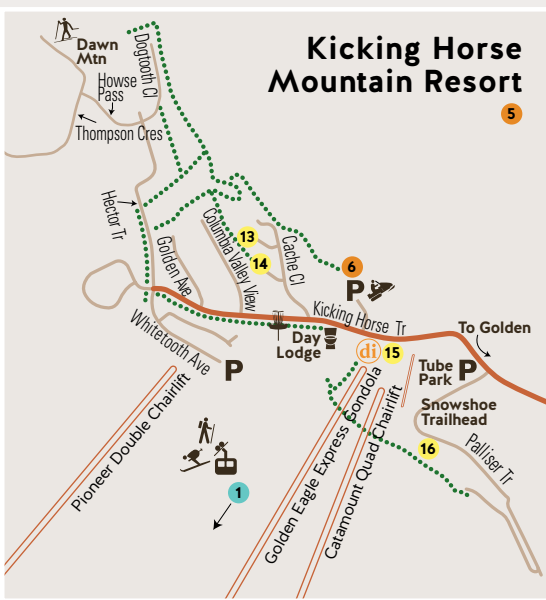 Kicking Horse
Mountain Resort
5
Dawn
Mtn
Dogtooth Cl
Howse
Pass
Thompson Cres
Hector Tr
Golden Ave
Columbia Valley View
Cache Cl
13
14
6
P
Kicking Horse Tr
To Golden
Whitetooth Ave
P
Day
Lodge
di
15
Tube
Park
P
Snowshoe
Trailhead
16
Palliser Tr
Pioneer Double Chairlift
Golden Eagle Express Gondola
Catamount Quad Chairlift
1